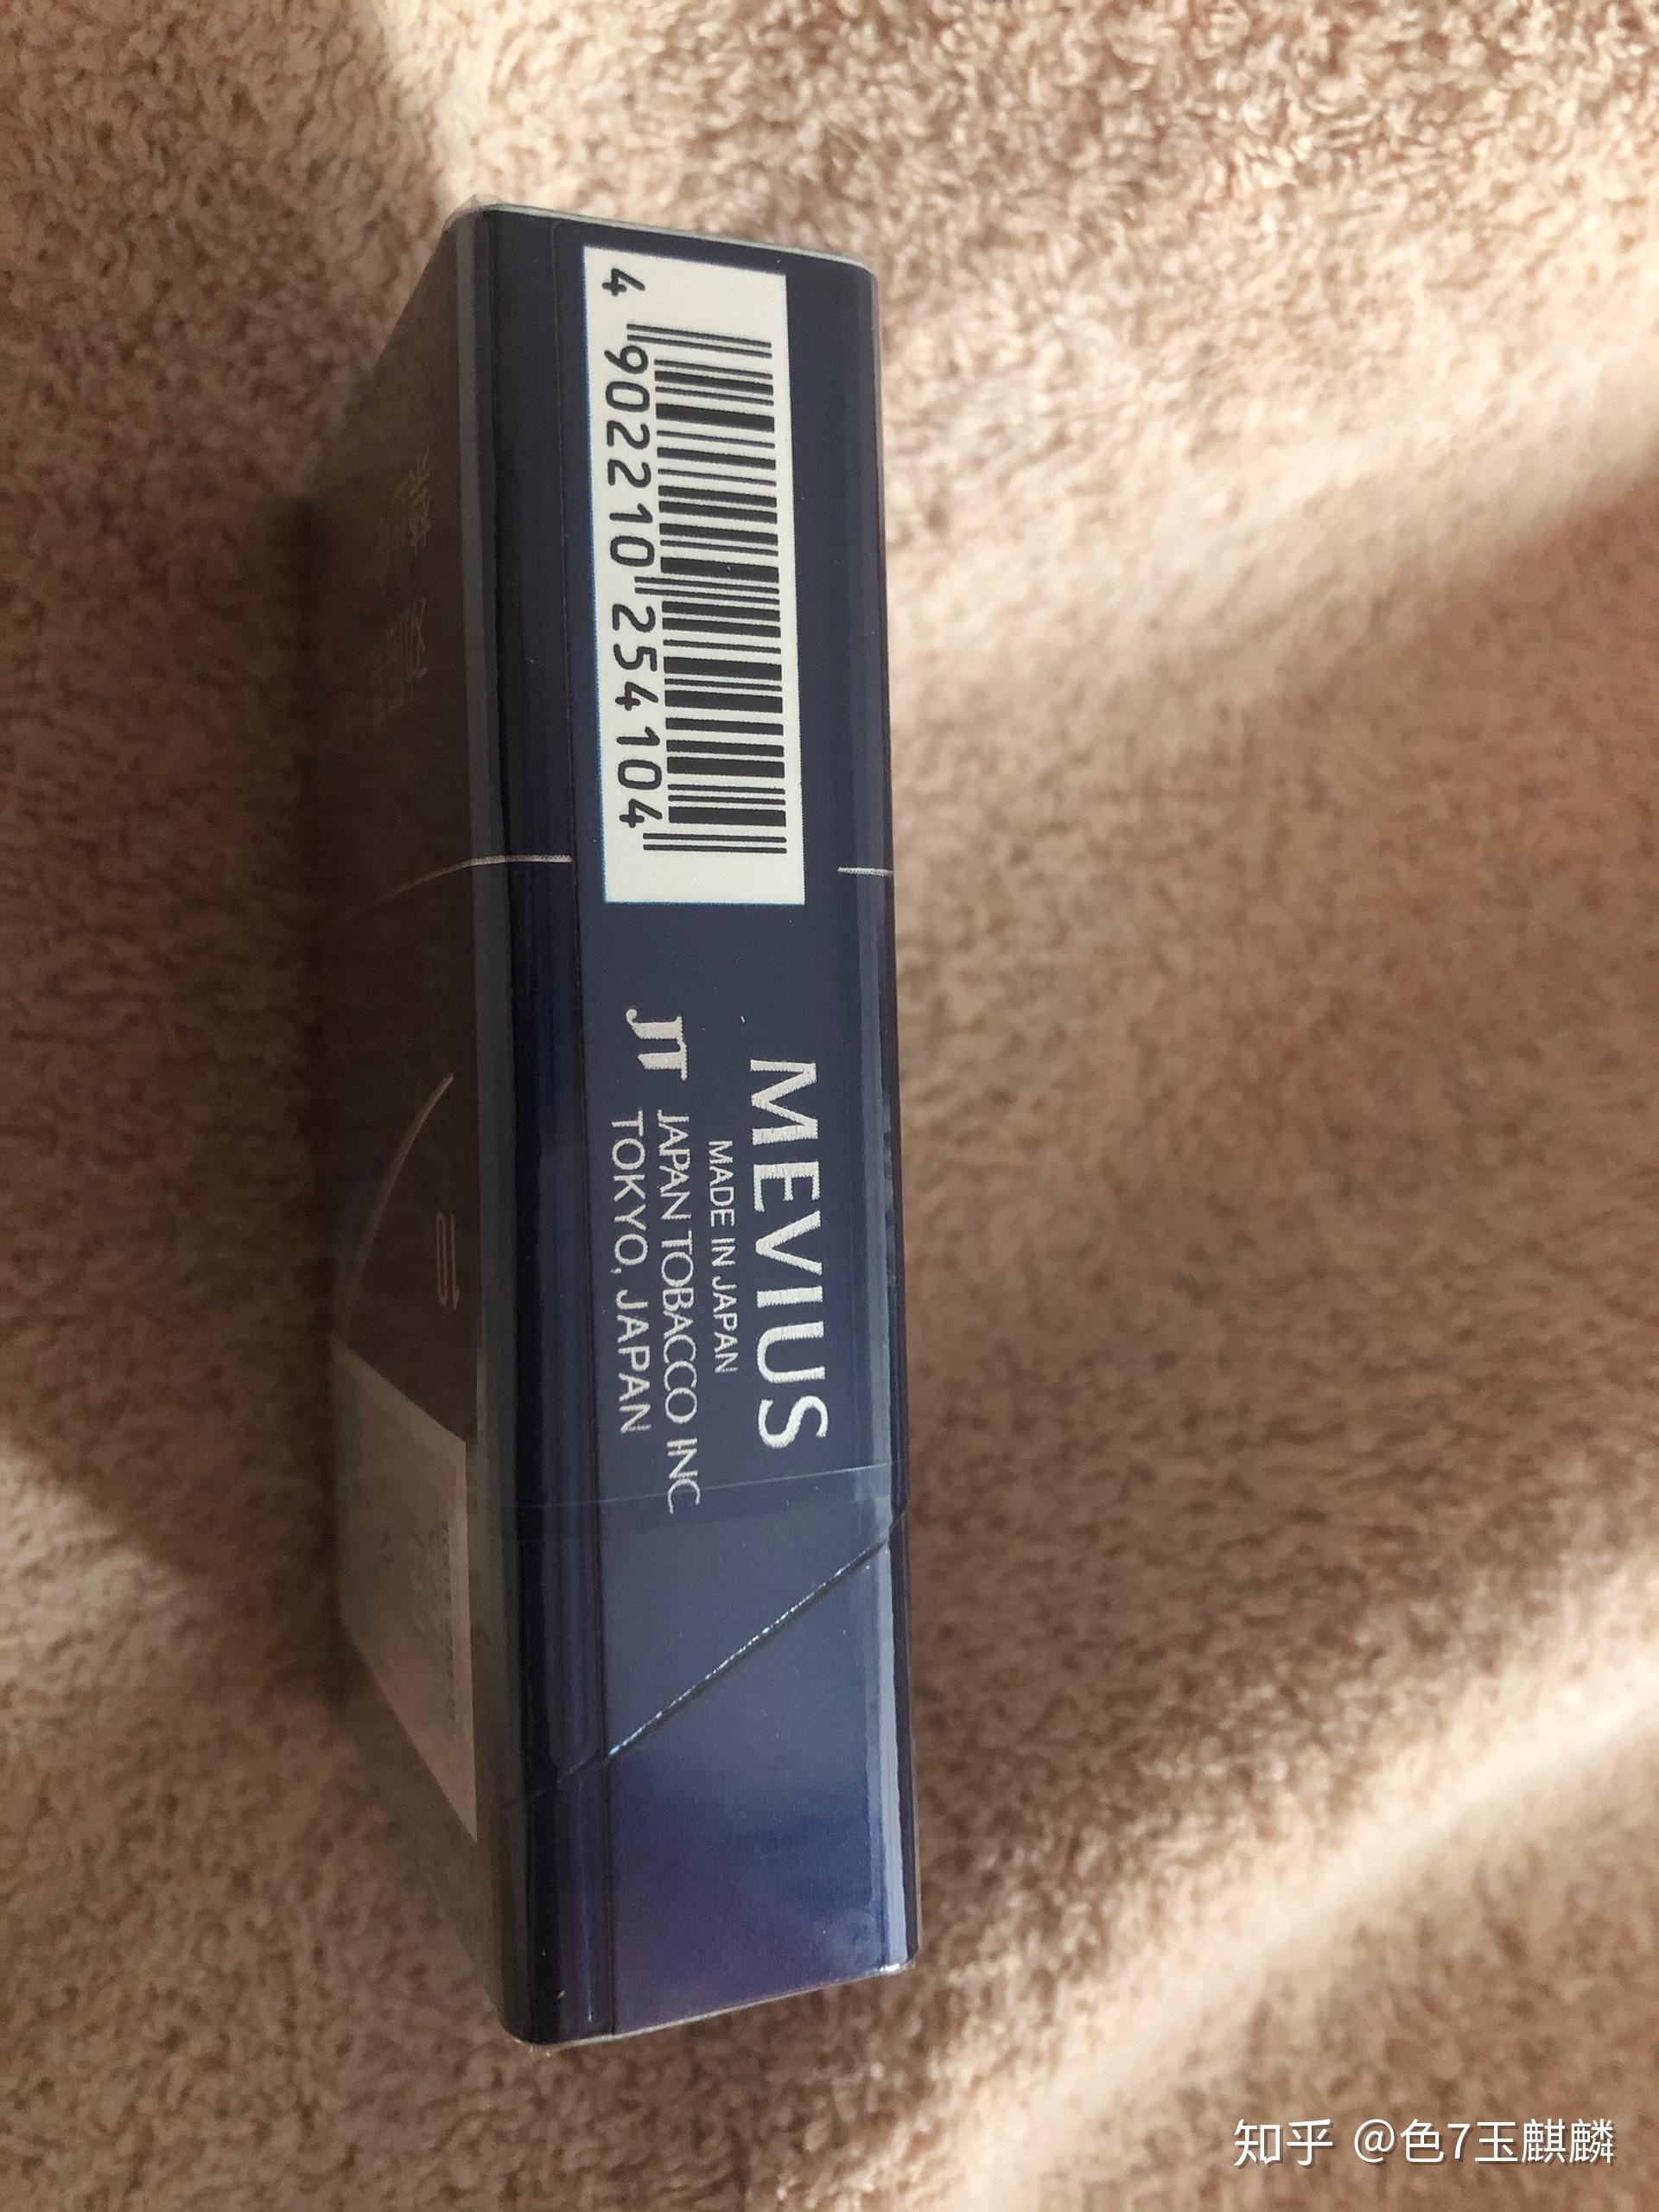 4 902210 254104
MEVIUS
MADE IN JAPAN
JT JAPAN TOBACCO INC
TOKYO, JAPAN
知乎 @色7玉麒麟